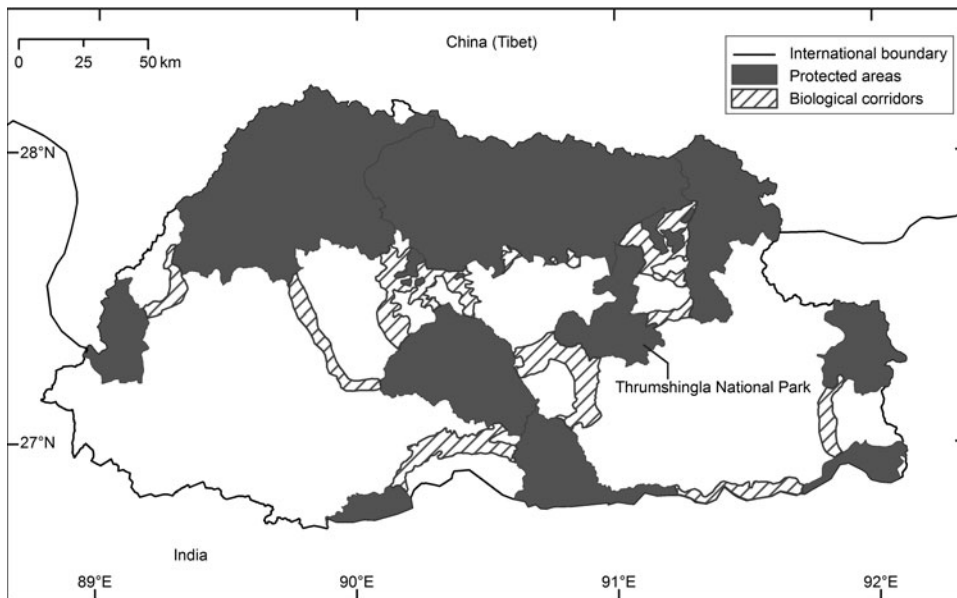 0 25 50 km
China (Tibet)
International boundary
Protected areas
Biological corridors
28°N
Thrumshingla National Park
27°N
India
89°E 90°E 91°E 92°E